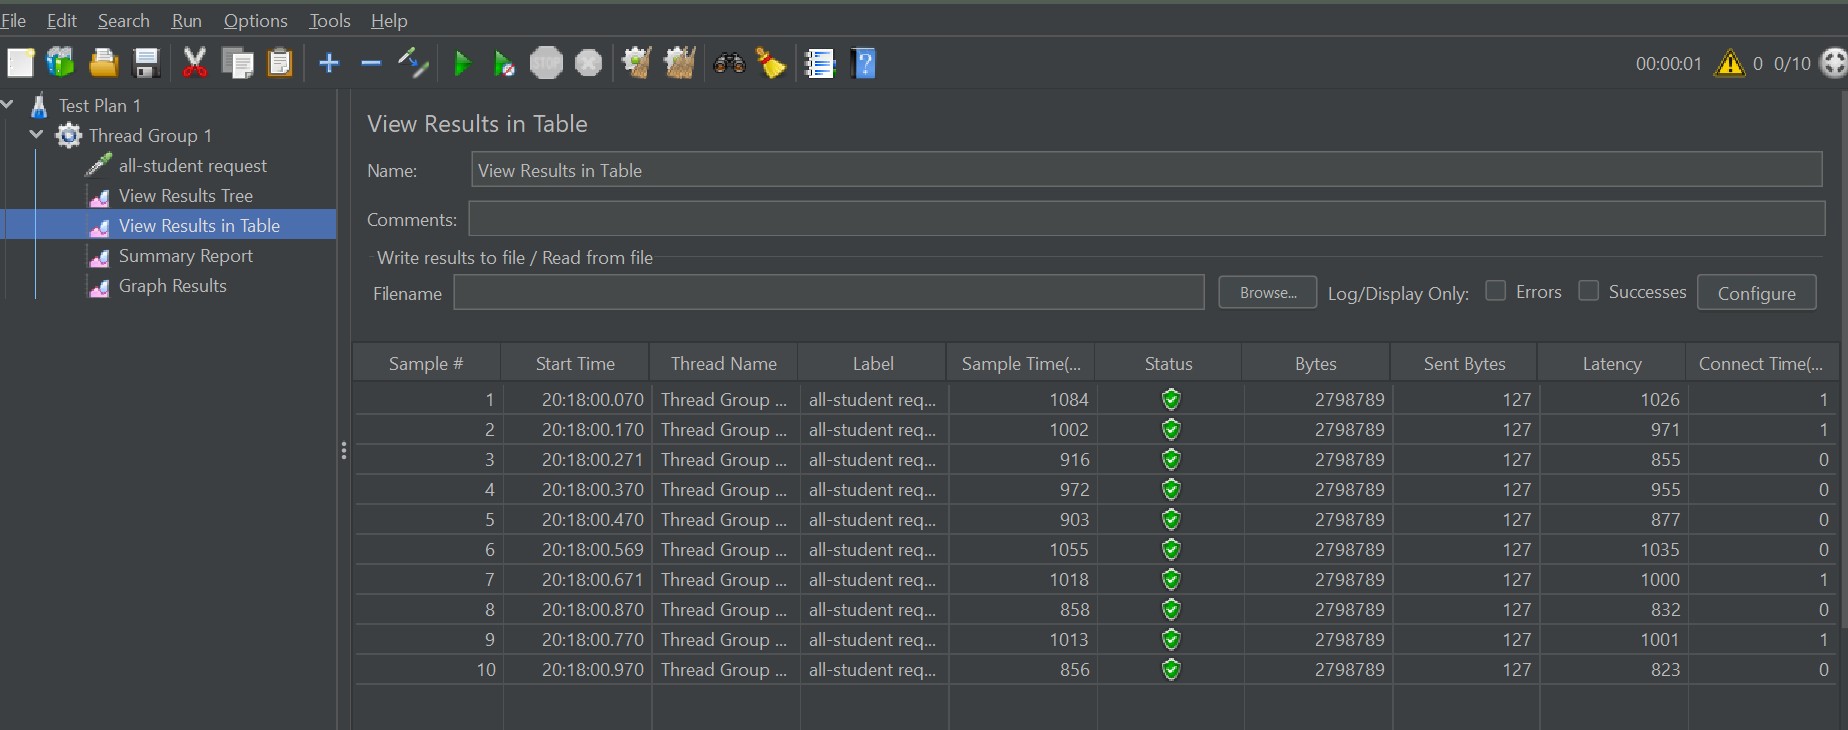 File Edit Search Run Options Tools Help
STOP 00:00:01 0 0/10
Test Plan 1
Thread Group 1
all-student request
View Results Tree
View Results in Table
Summary Report
Graph Results
View Results in Table
Name: View Results in Table
Comments:
Write results to file / Read from file
Filename Browse... Log/Display Only: Errors Successes Configure
Sample # Start Time Thread Name Label Sample Time(... Status Bytes Sent Bytes Latency Connect Time(...
1 20:18:00.070 Thread Group ... all-student req... 1084 2798789 127 1026 1
2 20:18:00.170 Thread Group ... all-student req... 1002 2798789 127 971 1
3 20:18:00.271 Thread Group ... all-student req... 916 2798789 127 855 0
4 20:18:00.370 Thread Group ... all-student req... 972 2798789 127 955 0
5 20:18:00.470 Thread Group ... all-student req... 903 2798789 127 877 0
6 20:18:00.569 Thread Group ... all-student req... 1055 2798789 127 1035 0
7 20:18:00.671 Thread Group ... all-student req... 1018 2798789 127 1000 1
8 20:18:00.870 Thread Group ... all-student req... 858 2798789 127 832 0
9 20:18:00.770 Thread Group ... all-student req... 1013 2798789 127 1001 1
10 20:18:00.970 Thread Group ... all-student req... 856 2798789 127 823 0